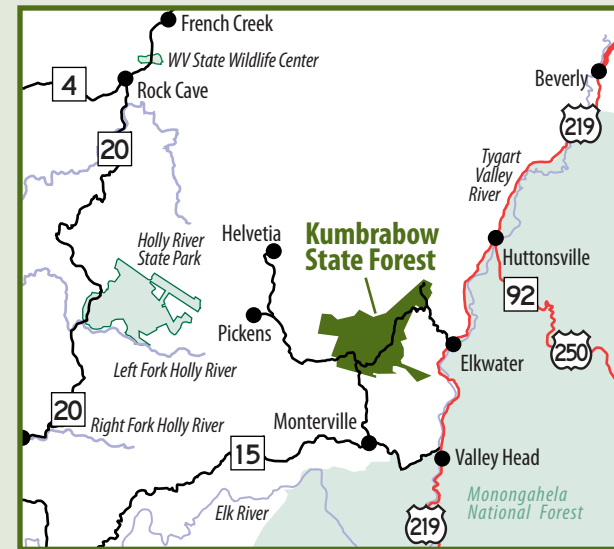 French Creek
WV State Wildlife Center
4
Rock Cave
Beverly
219
20
Tygart
Valley
River
Helvetia
Kumbrabow
State Forest
Holly River
State Park
Huttonsville
92
Pickens
250
Elkwater
Left Fork Holly River
20
Right Fork Holly River
Monterville
15
Valley Head
Elk River
Monongahela
National Forest
219